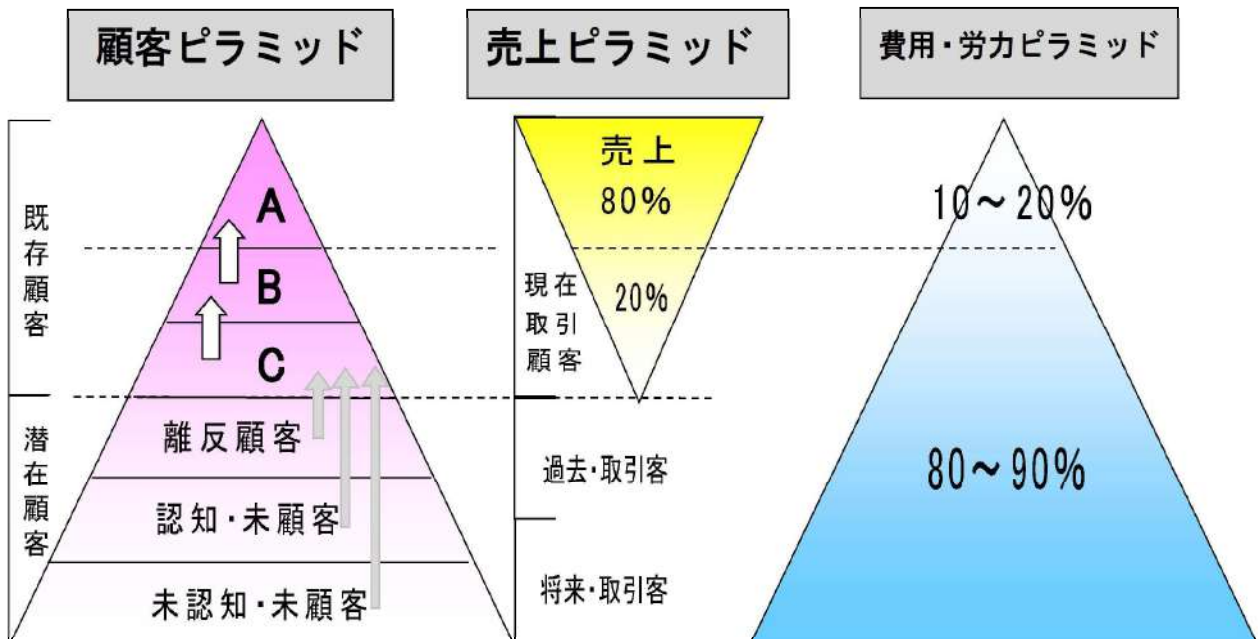 顧客ピラミッド
売上ピラミッド
費用・労力ピラミッド
既存顧客
A
B
C
潜在顧客
離反顧客
認知・未顧客
未認知・未顧客
売上
80%
20%
現在
取引
顧客
過去・取引客
将来・取引客
10～20%
80～90%